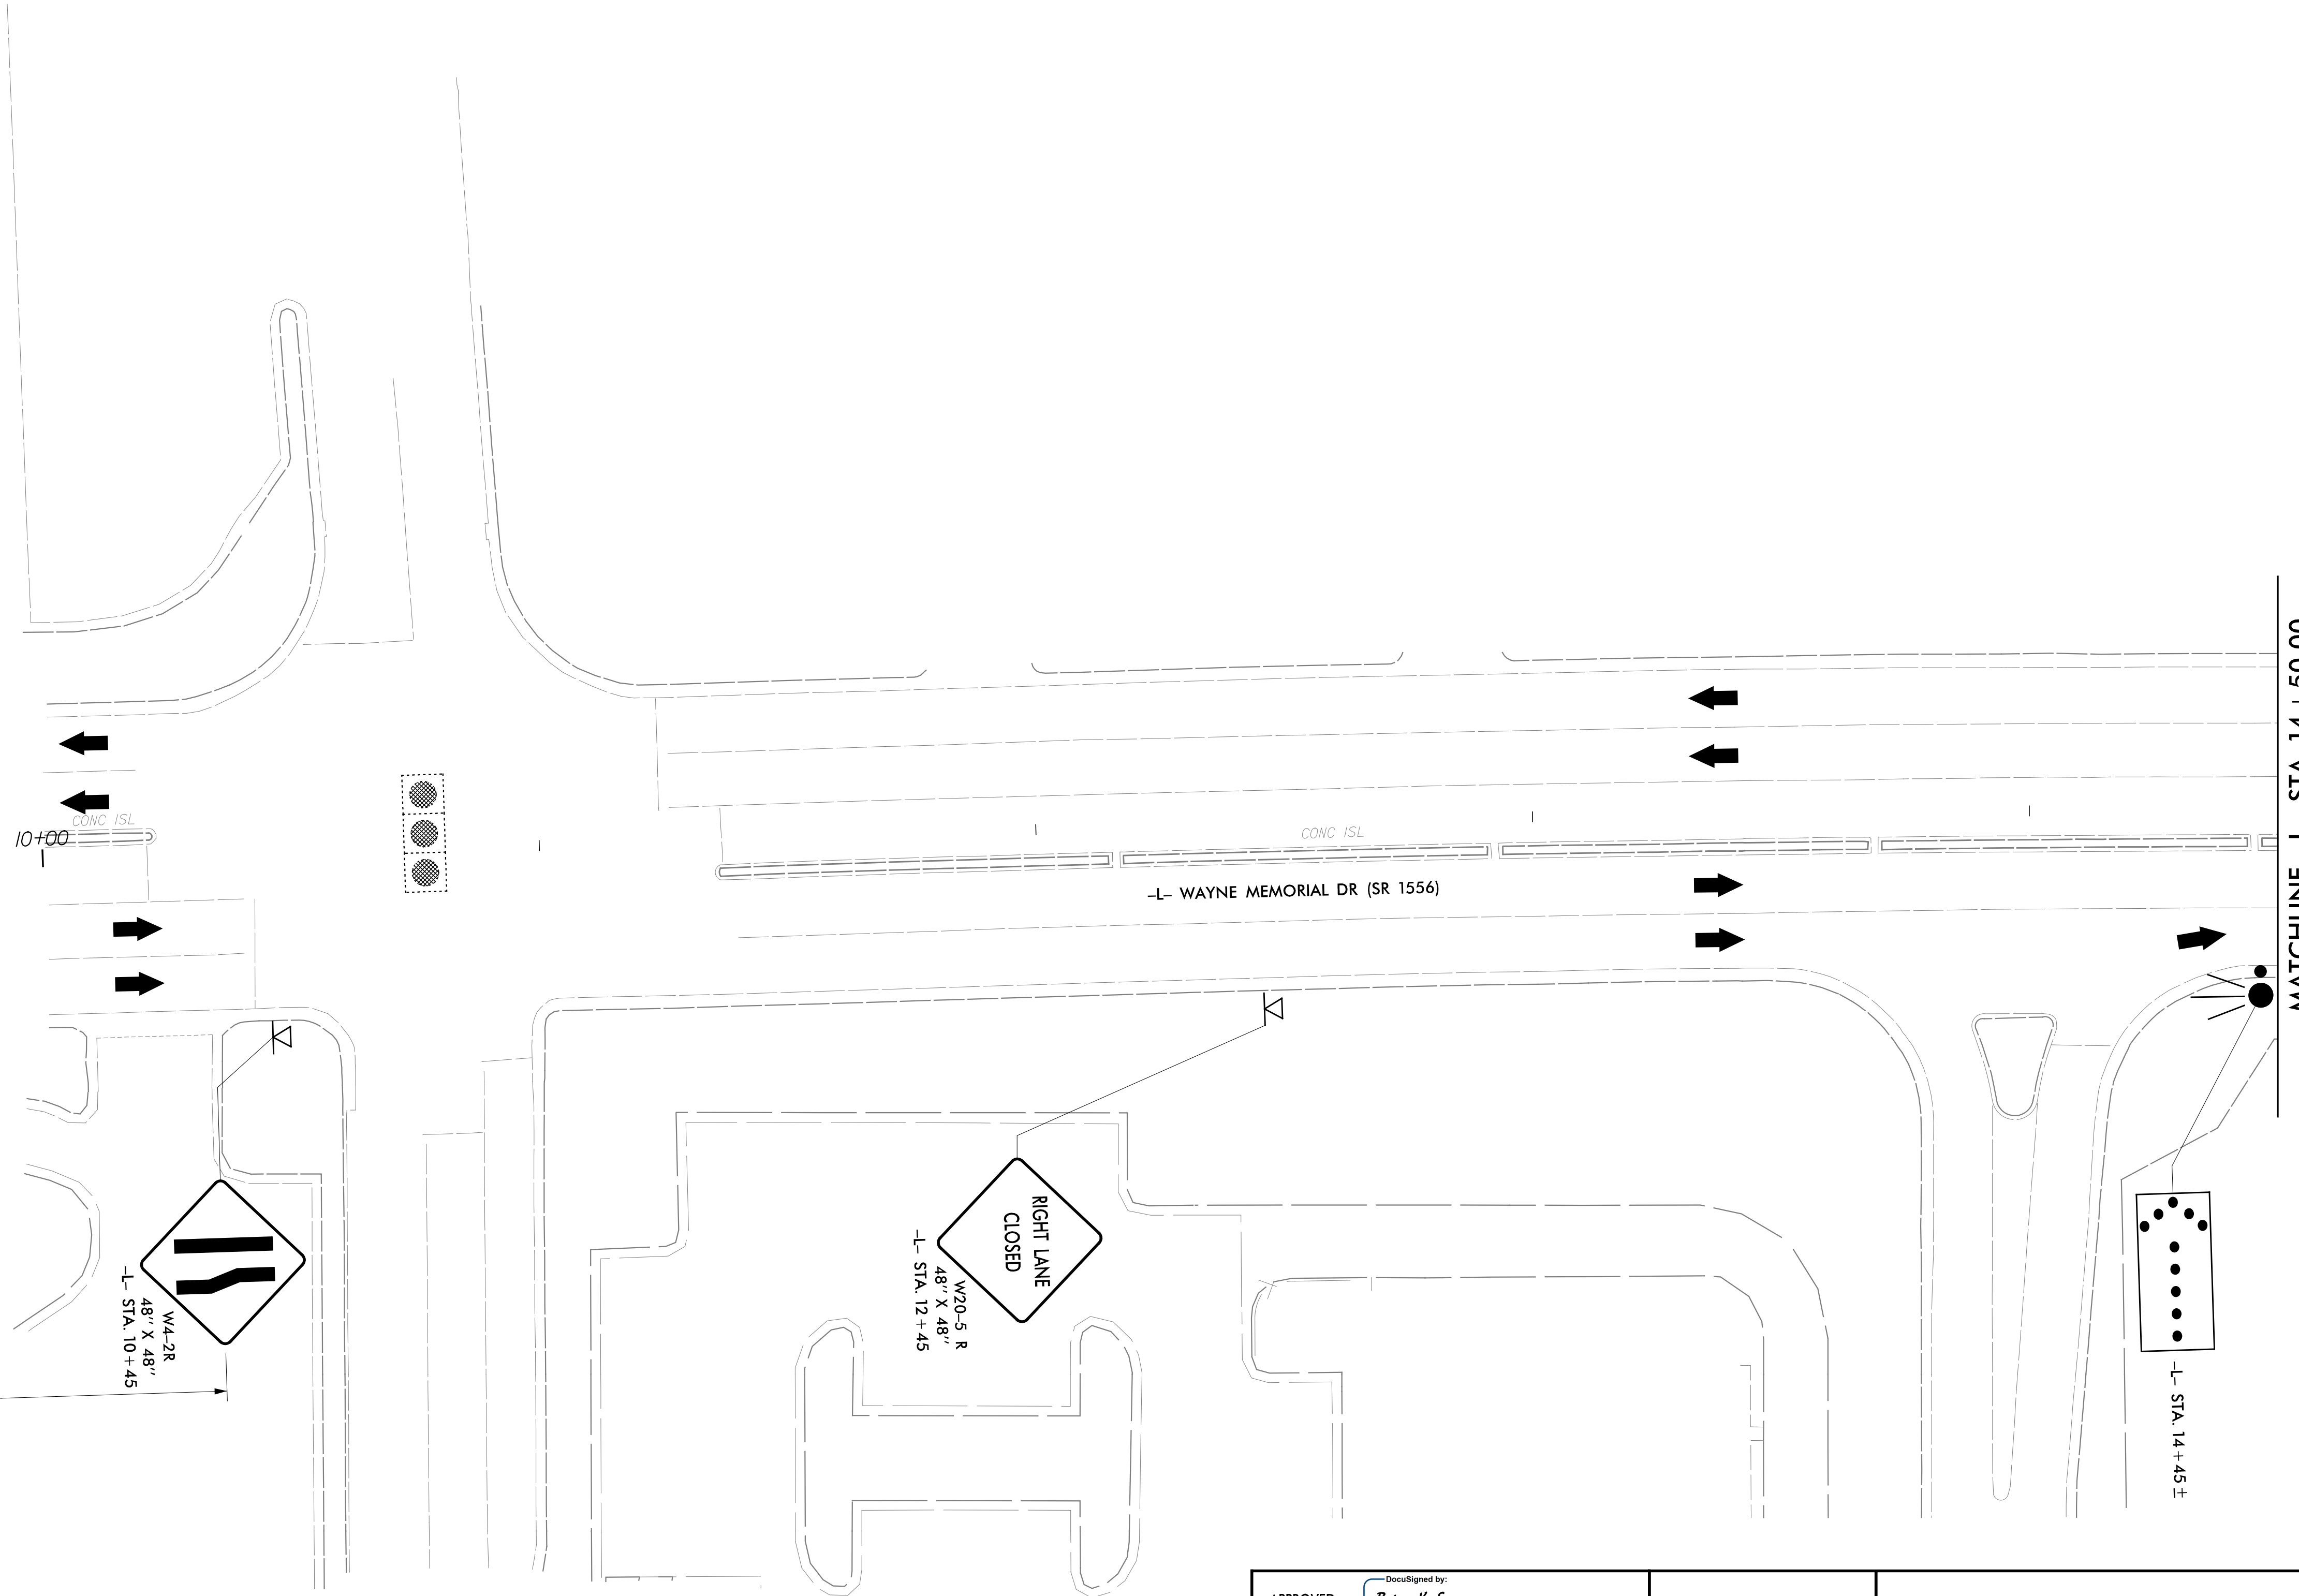 CONC ISL
10+00
CONC ISL
-L- WAYNE MEMORIAL DR (SR 1556)
RIGHT LANE
CLOSED
W20-5 R
48'' X 48''
-L- STA. 12+45
W4-2R
48'' X 48''
-L- STA. 10+45
-L- STA. 14+45±
DocuSigned by: